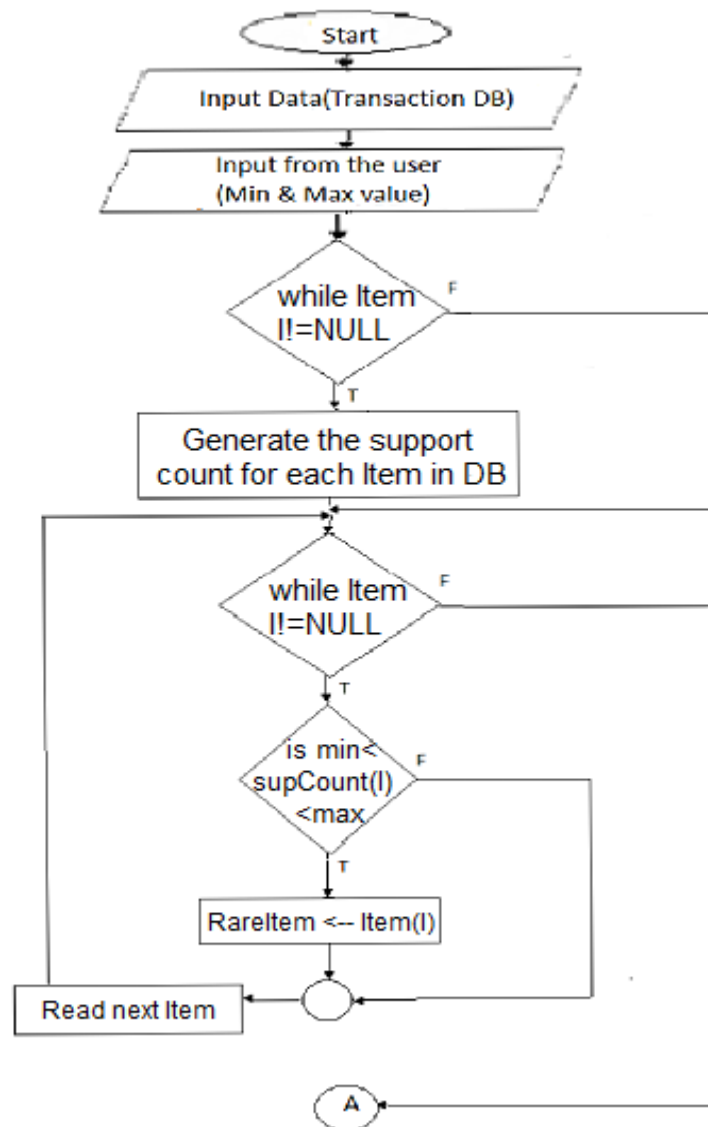 Start
Input Data(Transaction DB)
Input from the user
(Min & Max value)
while Item
I!=NULL
F
T
Generate the support
count for each Item in DB
while Item
I!=NULL
F
T
is min<
supCount(I)
<max
F
T
RareItem <-- Item(I)
Read next Item
A